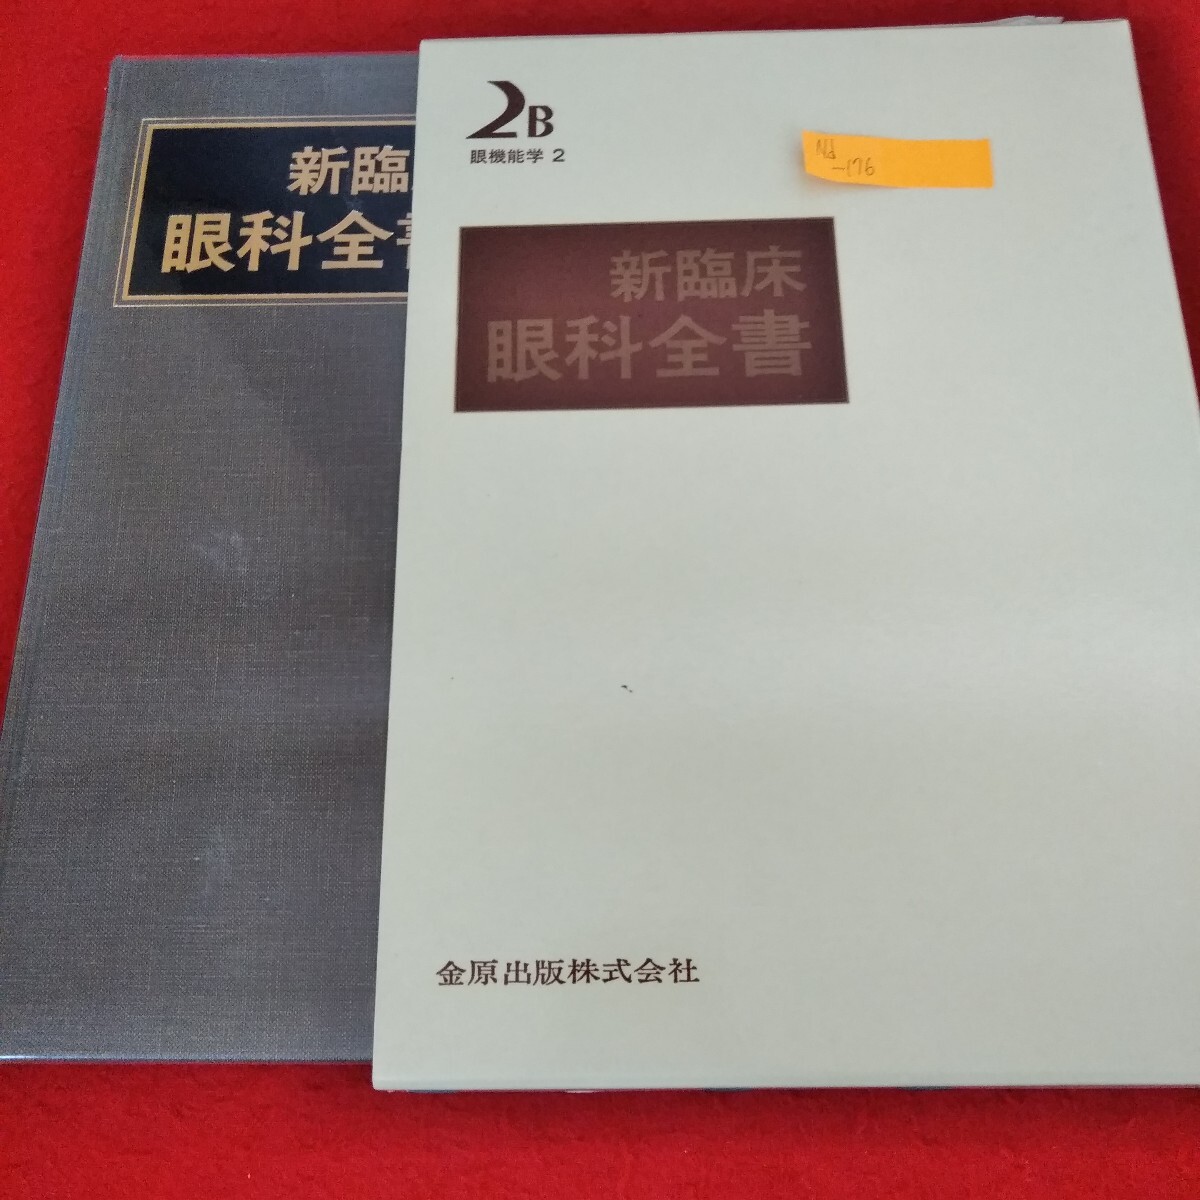 新臨
眼科全
2B
眼機能学 2
Nd
-176
新臨床
眼科全書
金原出版株式会社